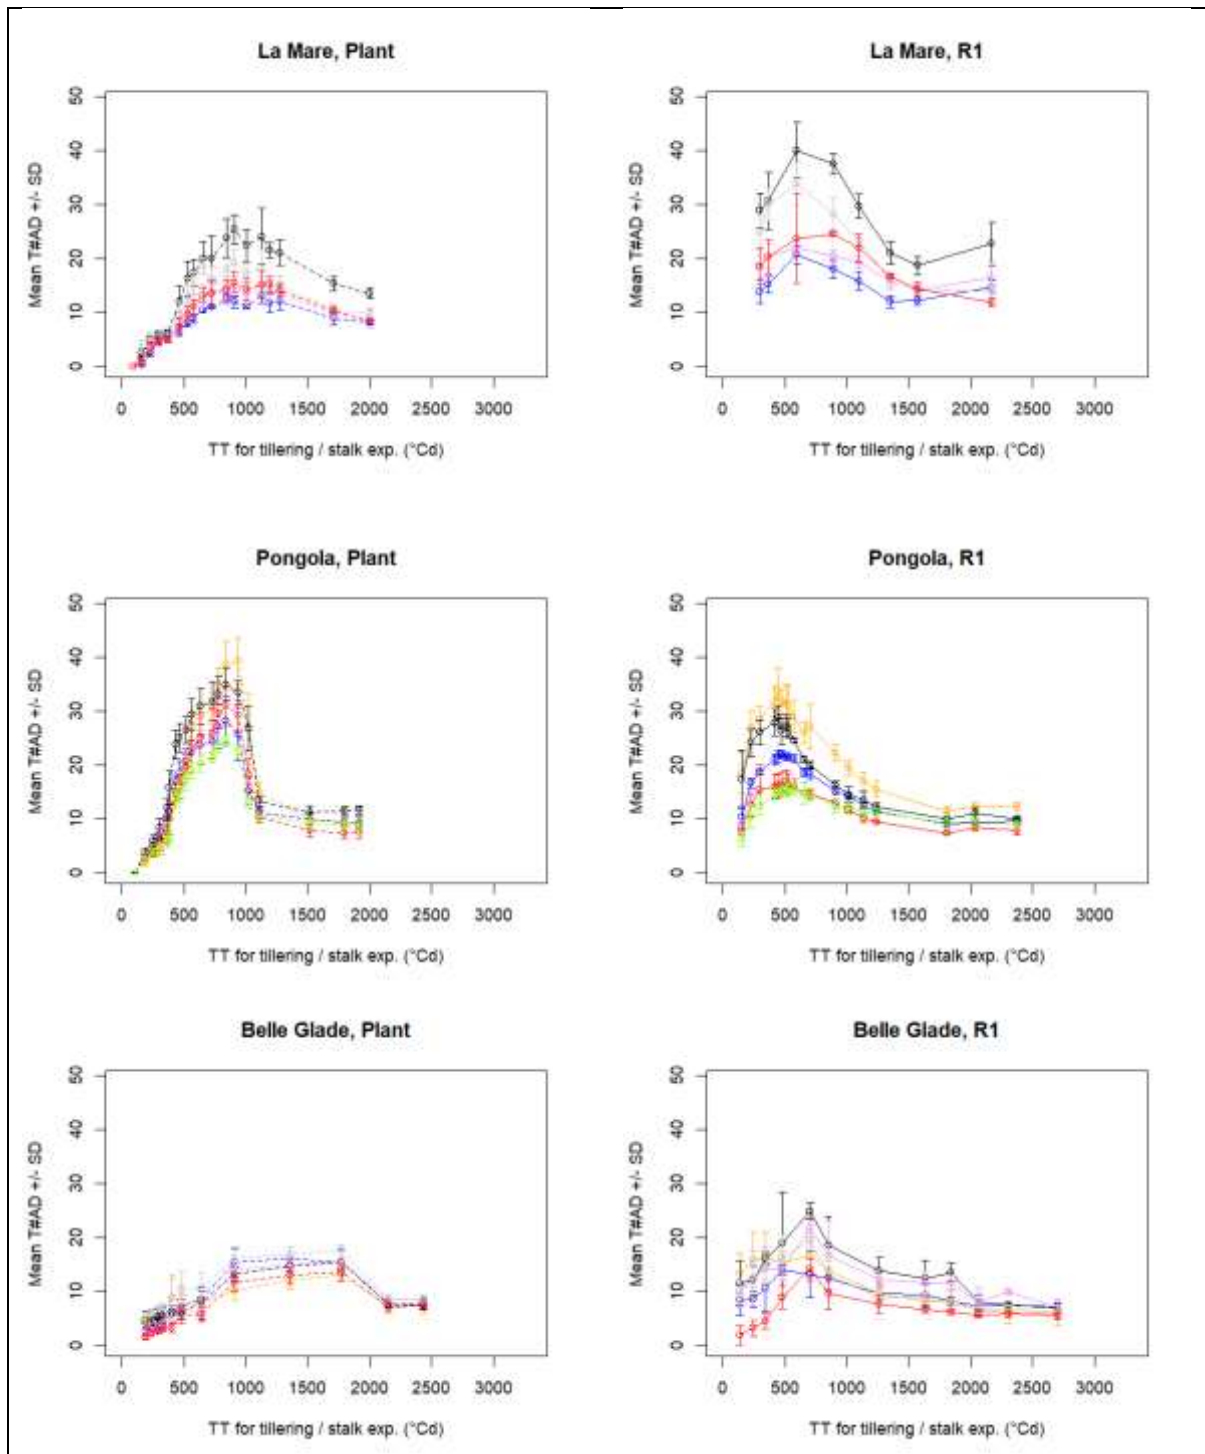 La Mare, Plant
Mean T#AD +/- SD
50
40
30
20
10
0
0 500 1000 1500 2000 2500 3000
TT for tillering / stalk exp. (°Cd)
La Mare, R1
Mean T#AD +/- SD
50
40
30
20
10
0
0 500 1000 1500 2000 2500 3000
TT for tillering / stalk exp. (°Cd)
Pongola, Plant
Mean T#AD +/- SD
50
40
30
20
10
0
0 500 1000 1500 2000 2500 3000
TT for tillering / stalk exp. (°Cd)
Pongola, R1
Mean T#AD +/- SD
50
40
30
20
10
0
0 500 1000 1500 2000 2500 3000
TT for tillering / stalk exp. (°Cd)
Belle Glade, Plant
Mean T#AD +/- SD
50
40
30
20
10
0
0 500 1000 1500 2000 2500 3000
TT for tillering / stalk exp. (°Cd)
Belle Glade, R1
Mean T#AD +/- SD
50
40
30
20
10
0
0 500 1000 1500 2000 2500 3000
TT for tillering / stalk exp. (°Cd)